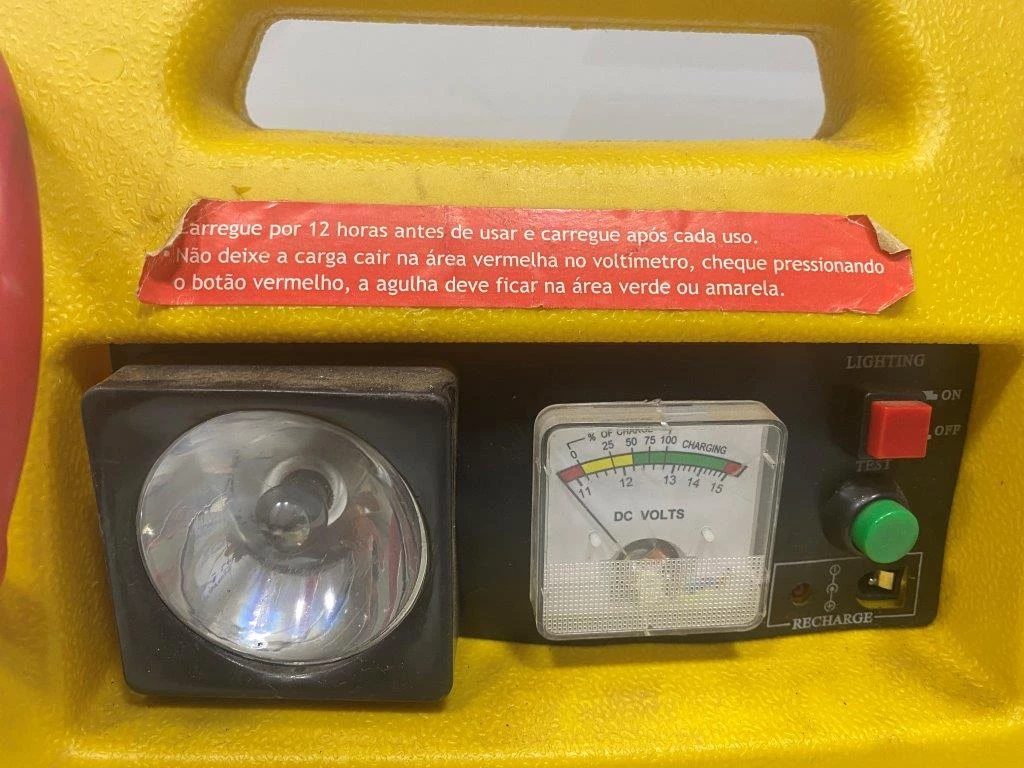 Carregue por 12 horas antes de usar e carregue após cada uso.
• Não deixe a carga cair na área vermelha no voltímetro, cheque pressionando
o botão vermelho, a agulha deve ficar na área verde ou amarela.
LIGHTING
ON
OFF
TEST
% OF CHARGE
0 25 50 75 100 CHARGING
11 12 13 14 15
DC VOLTS
RECHARGE